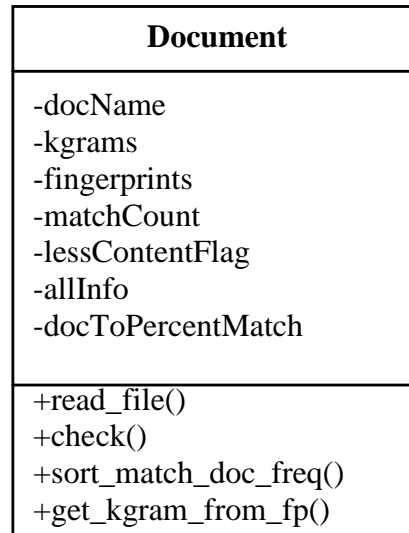 Document
-docName
-kgrams
-fingerprints
-matchCount
-lessContentFlag
-allInfo
-docToPercentMatch
+read_file()
+check()
+sort_match_doc_freq()
+get_kgram_from_fp()